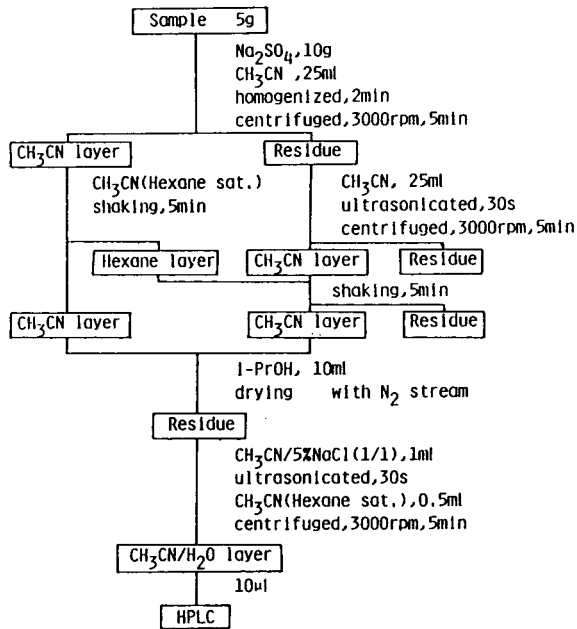 Sample 5g
Na2SO4,10g
CH3CN ,25ml
homogenized,2min
centrifuged,3000rpm,5min
CH3CN layer
Residue
CH3CN(Hexane sat.)
shaking,5min
CH3CN, 25ml
ultrasonicated,30s
centrifuged,3000rpm,5min
Hexane layer
CH3CN layer
Residue
shaking,5min
CH3CN layer
CH3CN layer
Residue
i-PrOH, 10ml
drying with N2 stream
Residue
CH3CN/5%NaCl(1/1),1ml
ultrasonicated,30s
CH3CN(Hexane sat.),0.5ml
centrifuged,3000rpm,5min
CH3CN/H2O layer
10µl
HPLC